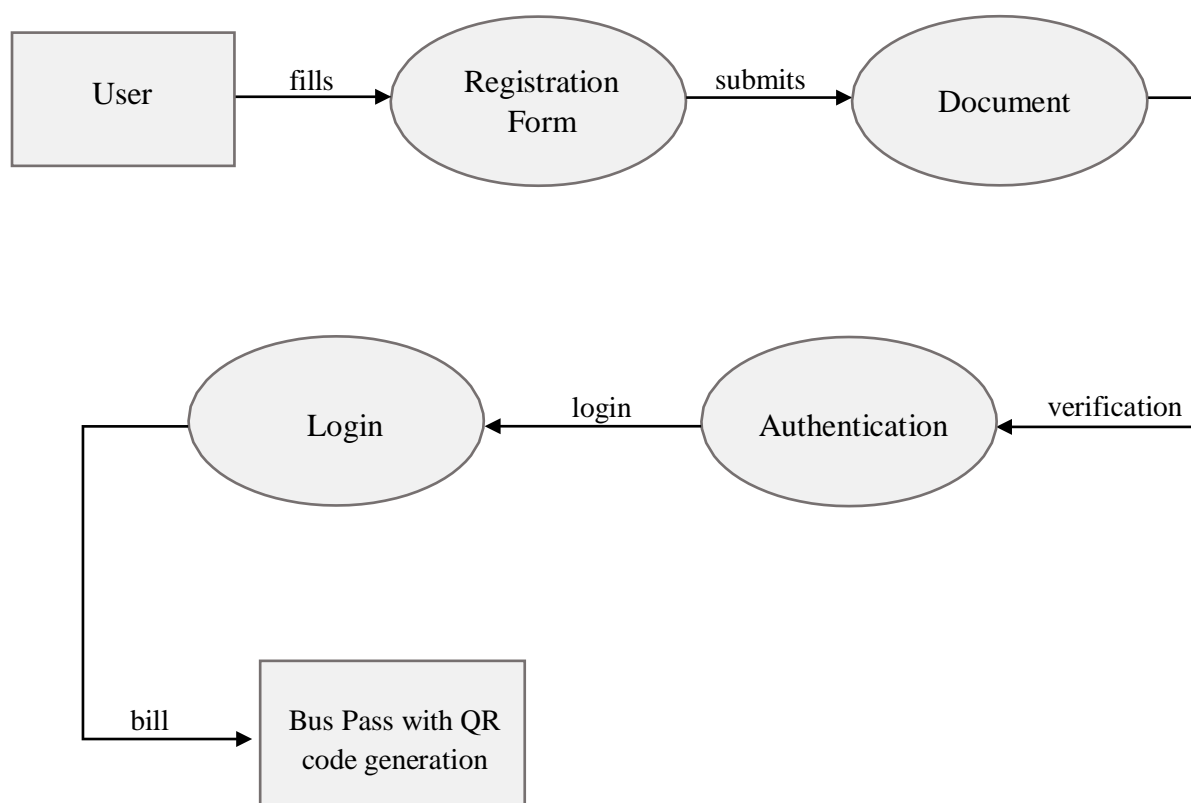 User
fills
Registration
Form
submits
Document
verification
Authentication
login
Login
bill
Bus Pass with QR
code generation